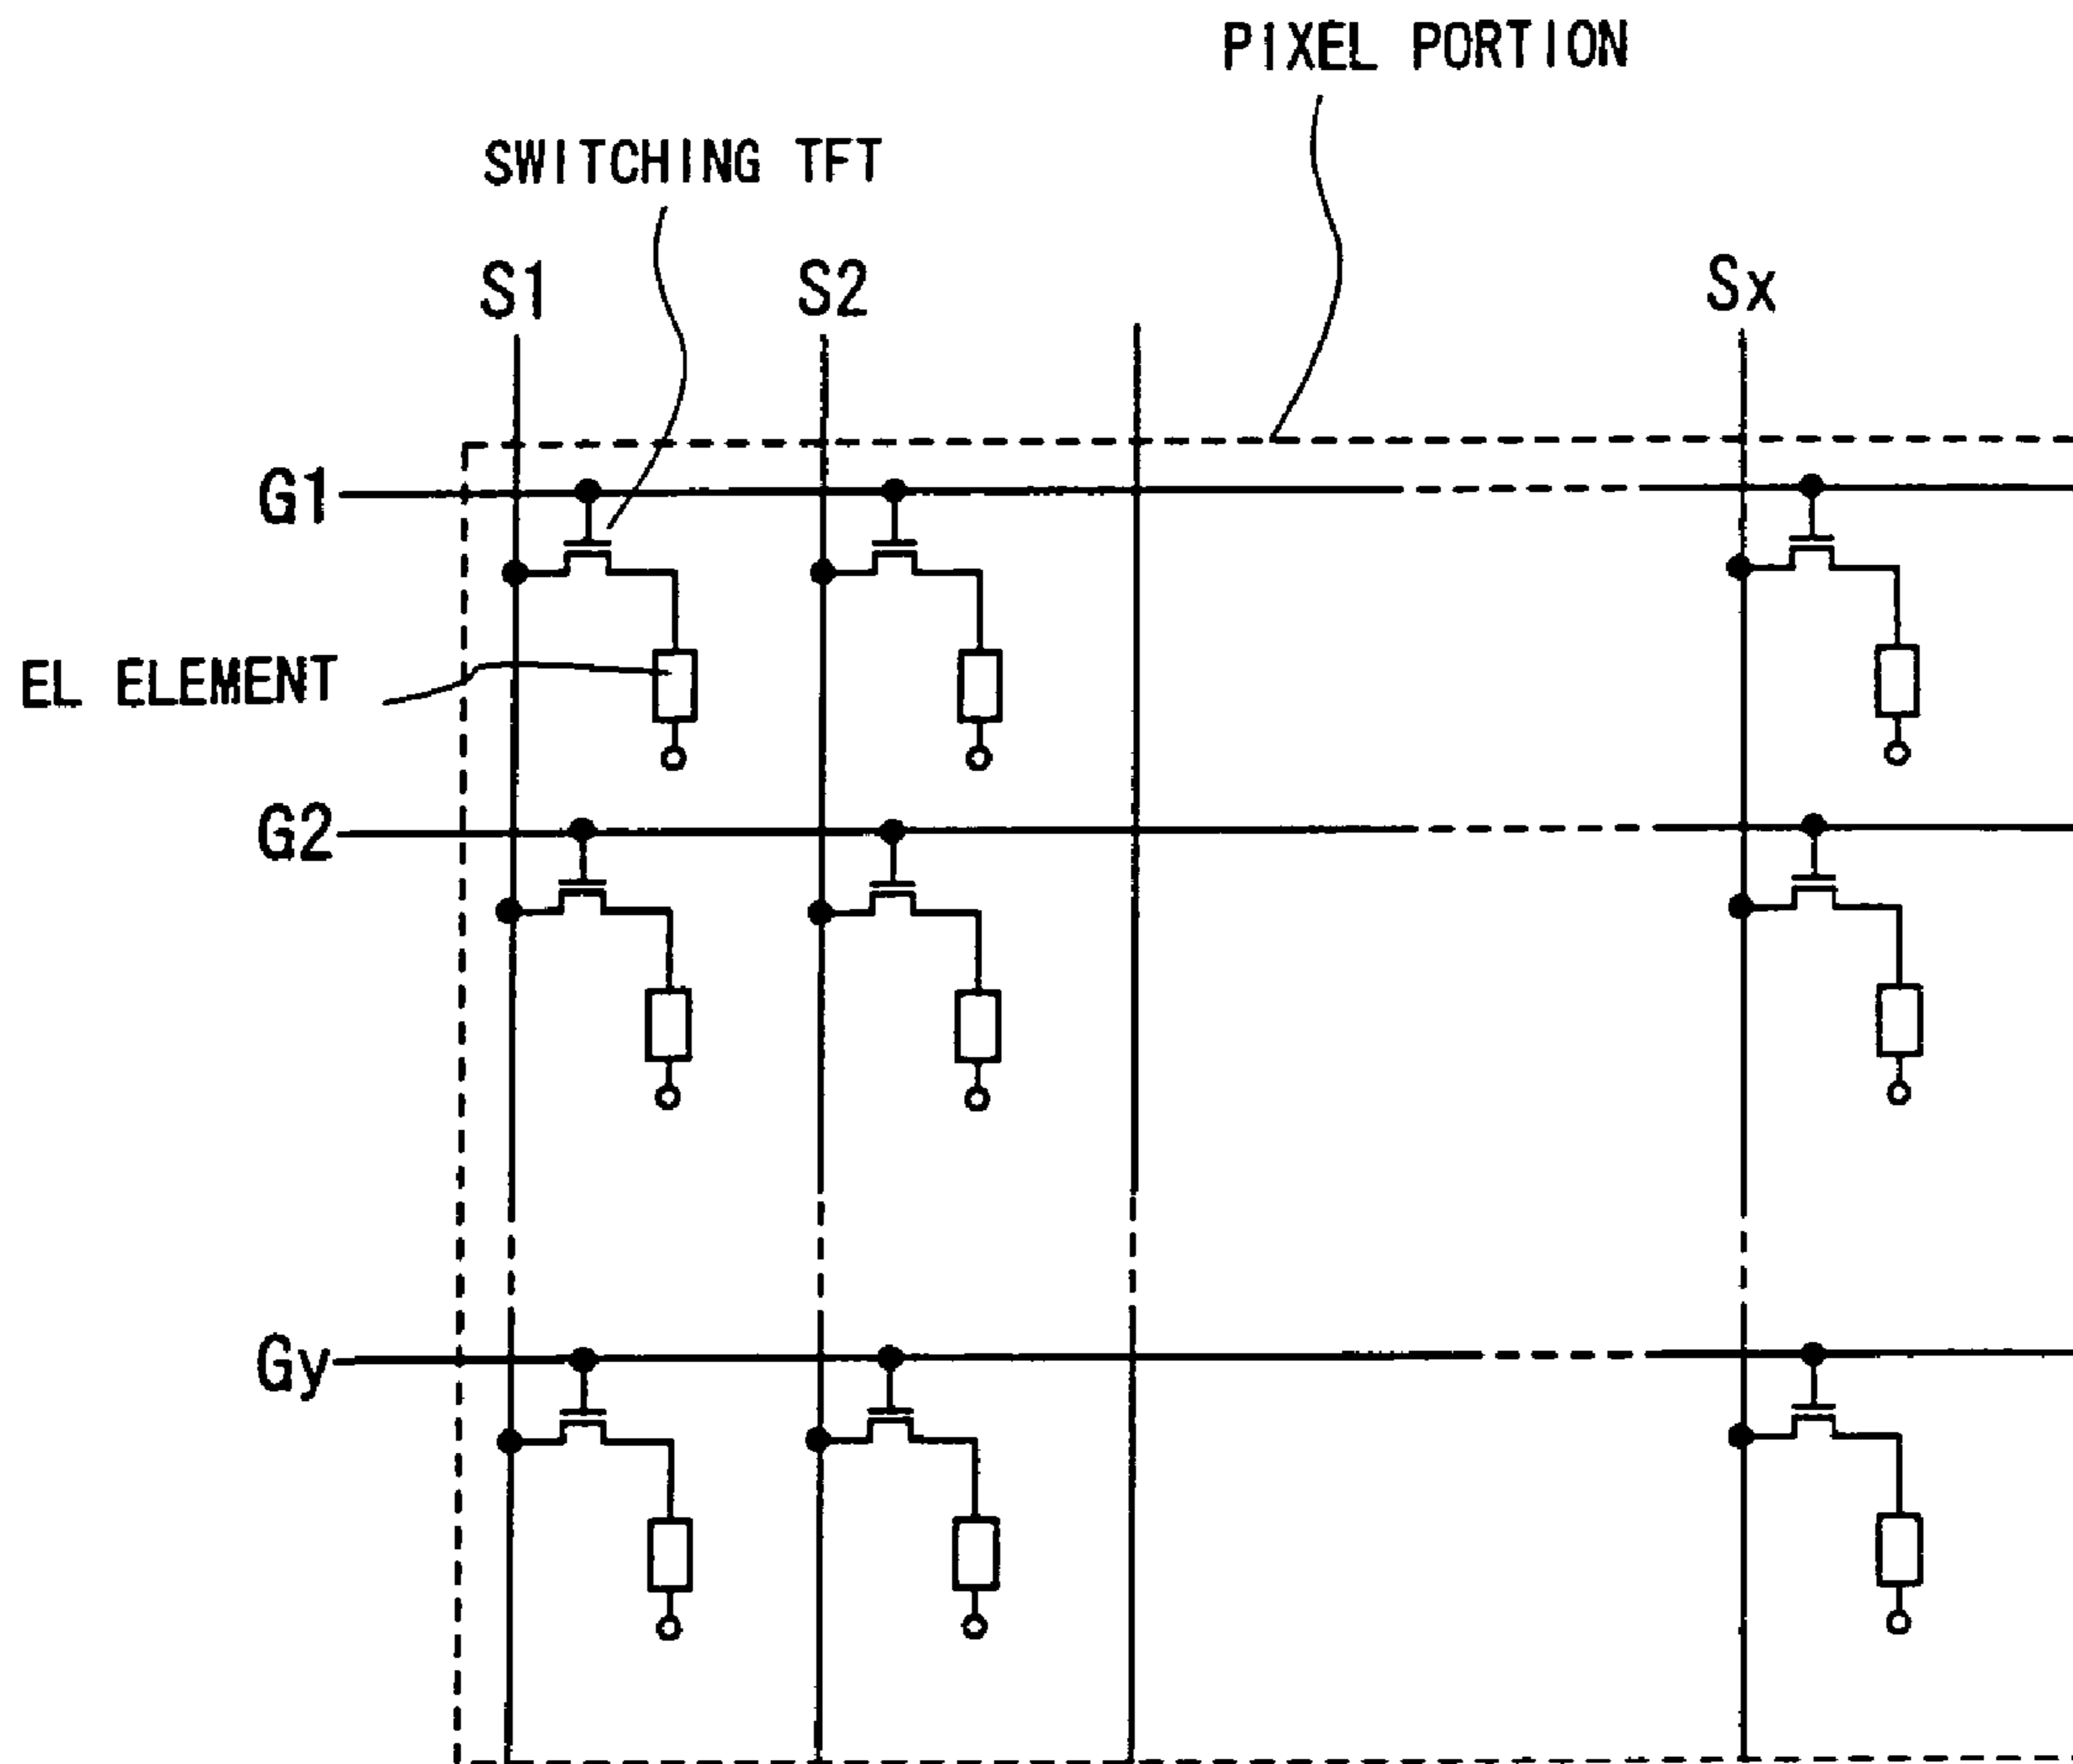 PIXEL PORTION
SWITCHING TFT
S1
S2
Sx
G1
EL ELEMENT
G2
Gy